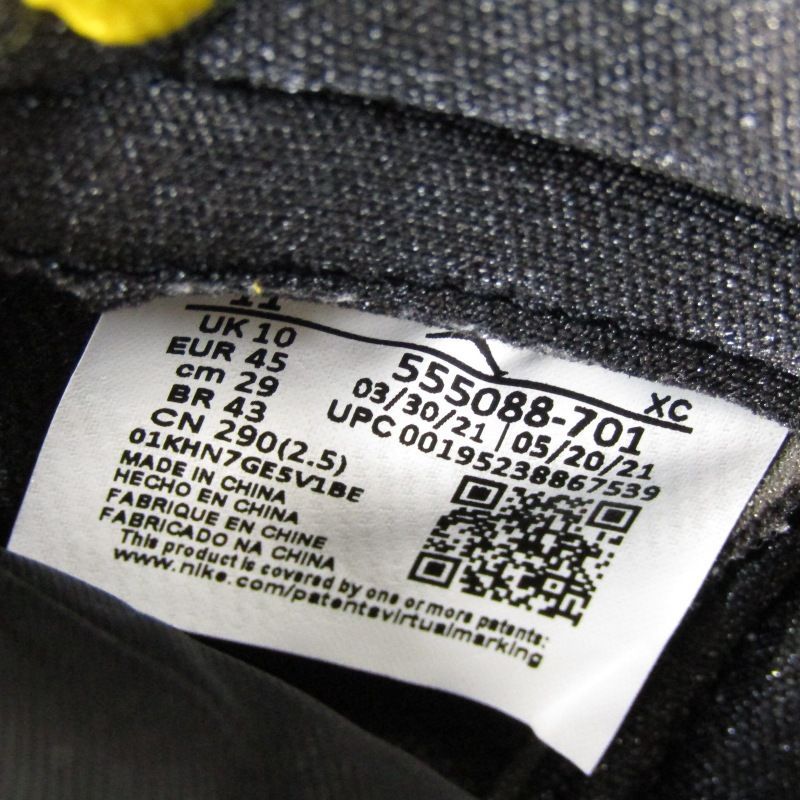 11
UK 10
EUR 45
cm 29
BR 43
CN 290(2.5)
01KHN7GE5V1BE
MADE IN CHINA
HECHO EN CHINA
FABRIQUE EN CHINE
FABRICADO NA CHINA
This product is covered by one or more patents:
www.nike.com/patentsvirtualmarking
XC
555088-701
03/30/21 | 05/20/21
UPC 00195238867539